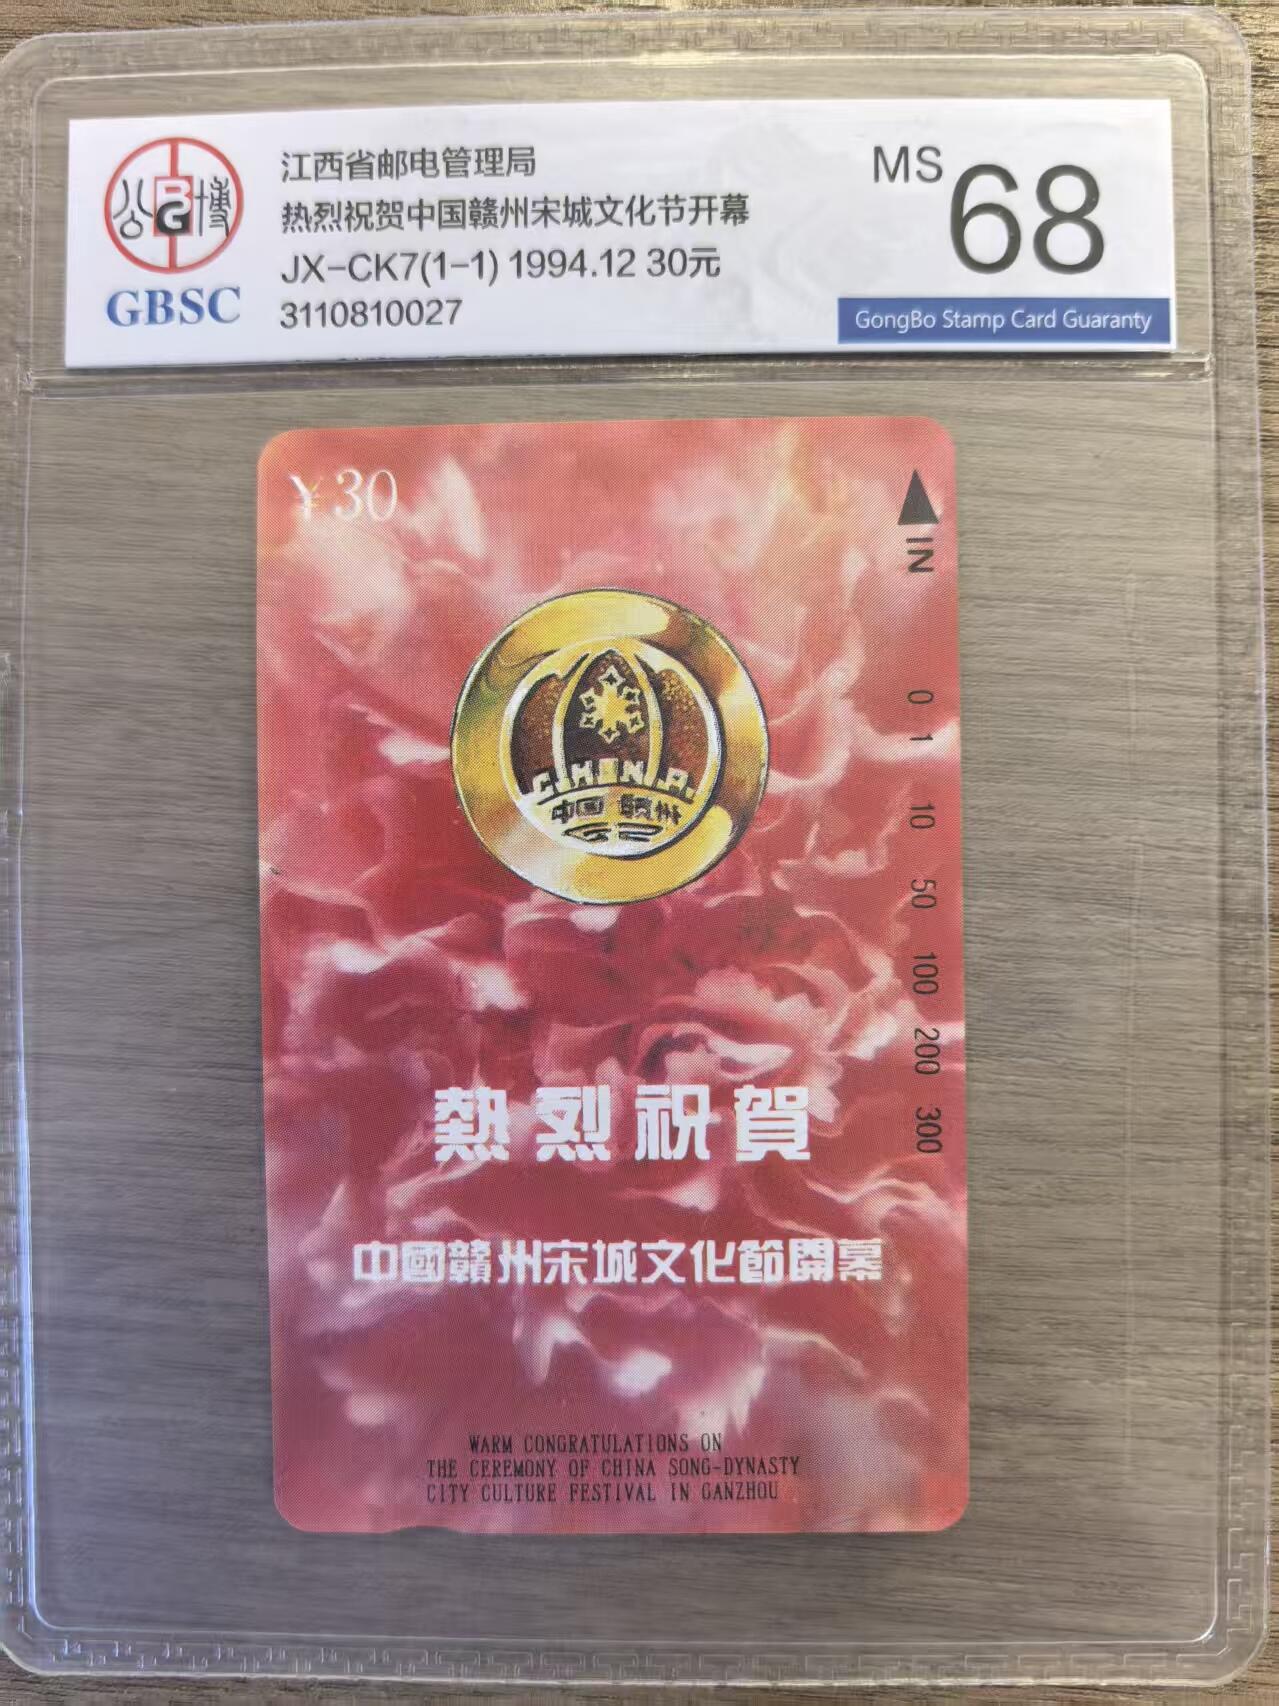 公博
BG
GBSC
江西省邮电管理局
热烈祝贺中国赣州宋城文化节开幕
JX-CK7(1-1) 1994.12 30元
3110810027
MS 68
GongBo Stamp Card Guaranty
¥30
IN
0
1
10
50
100
200
300
CHINA
中国 赣州
熱烈祝賀
中國贛州宋城文化節開幕
WARM CONGRATULATIONS ON
THE CEREMONY OF CHINA SONG-DYNASTY
CITY CULTURE FESTIVAL IN GANZHOU